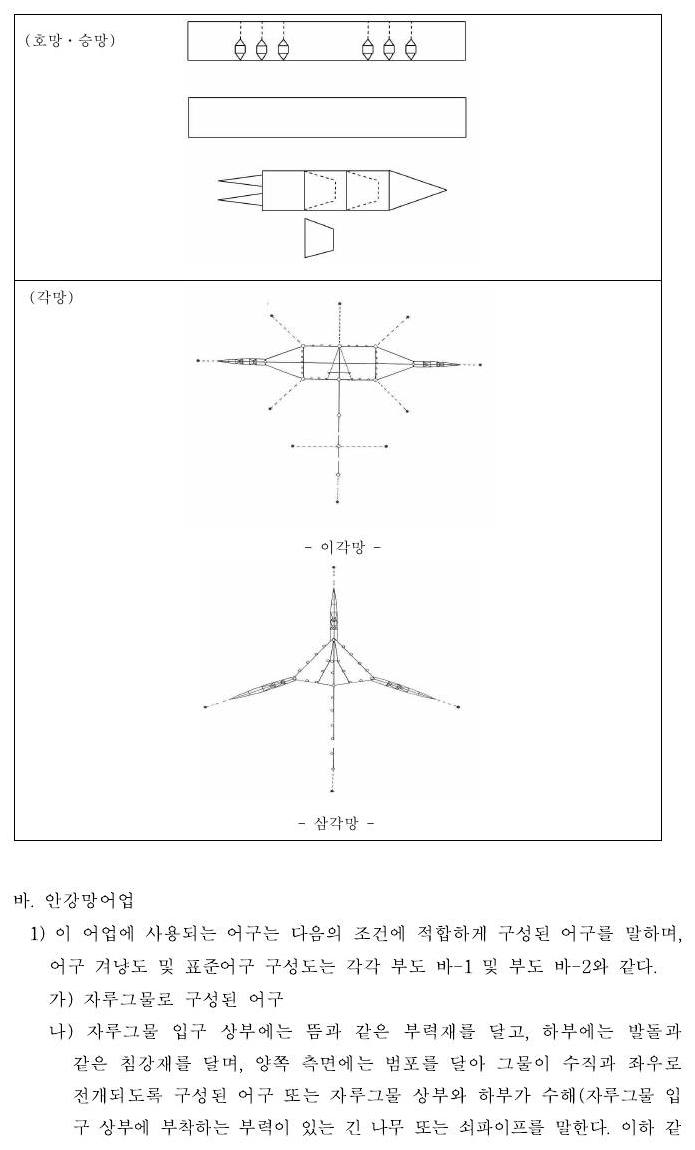 (호망·승망)
(각망)
- 이각망 -
- 삼각망 -
바. 안강망어업
1) 이 어업에 사용되는 어구는 다음의 조건에 적합하게 구성된 어구를 말하며,
어구 겨냥도 및 표준어구 구성도는 각각 부도 바-1 및 부도 바-2와 같다.
가) 자루그물로 구성된 어구
나) 자루그물 입구 상부에는 뜸과 같은 부력재를 달고, 하부에는 발돌과
같은 침강재를 달며, 양쪽 측면에는 범포를 달아 그물이 수직과 좌우로
전개되도록 구성된 어구 또는 자루그물 상부와 하부가 수해(자루그물 입
구 상부에 부착하는 부력이 있는 긴 나무 또는 쇠파이프를 말한다. 이하 같